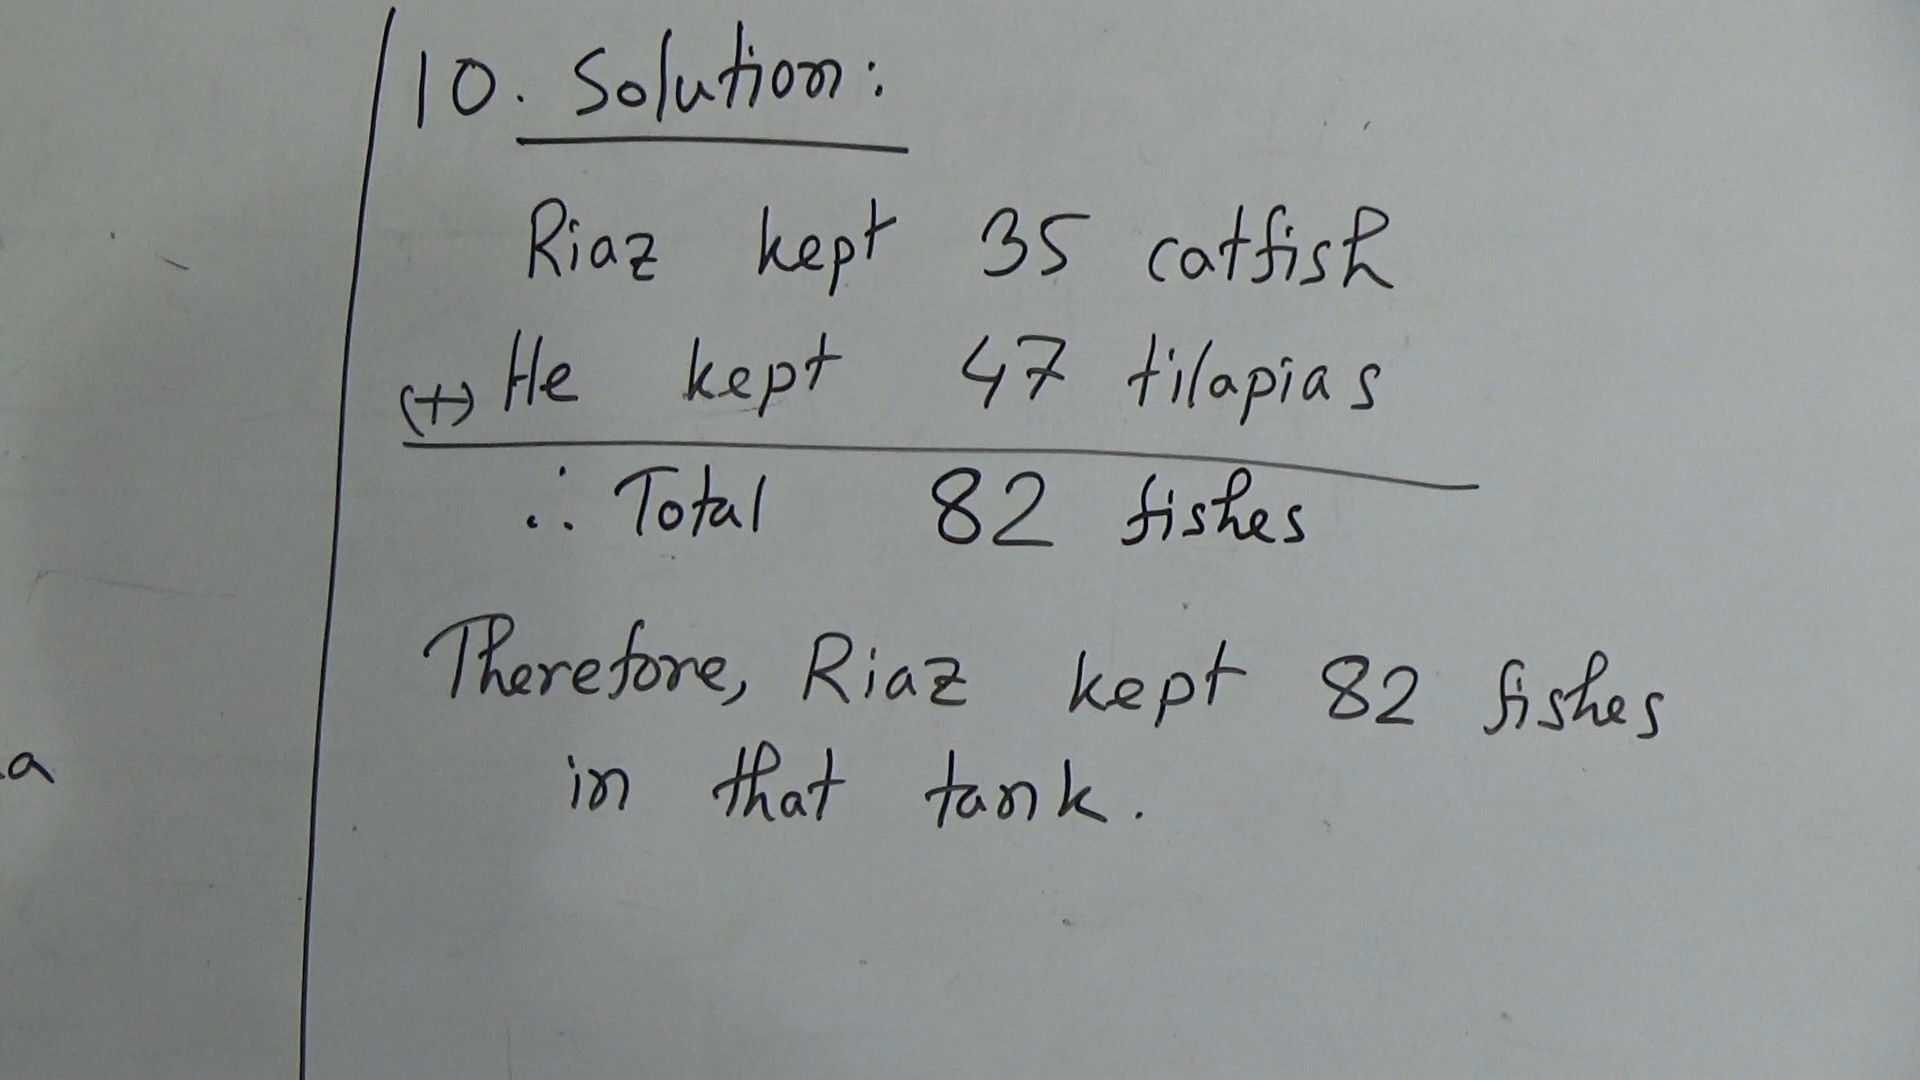 10. Solution:
Riaz kept 35 catfish
(+) He kept 47 tilapias
∴ Total 82 fishes
Therefore, Riaz kept 82 fishes
in that tank.
a